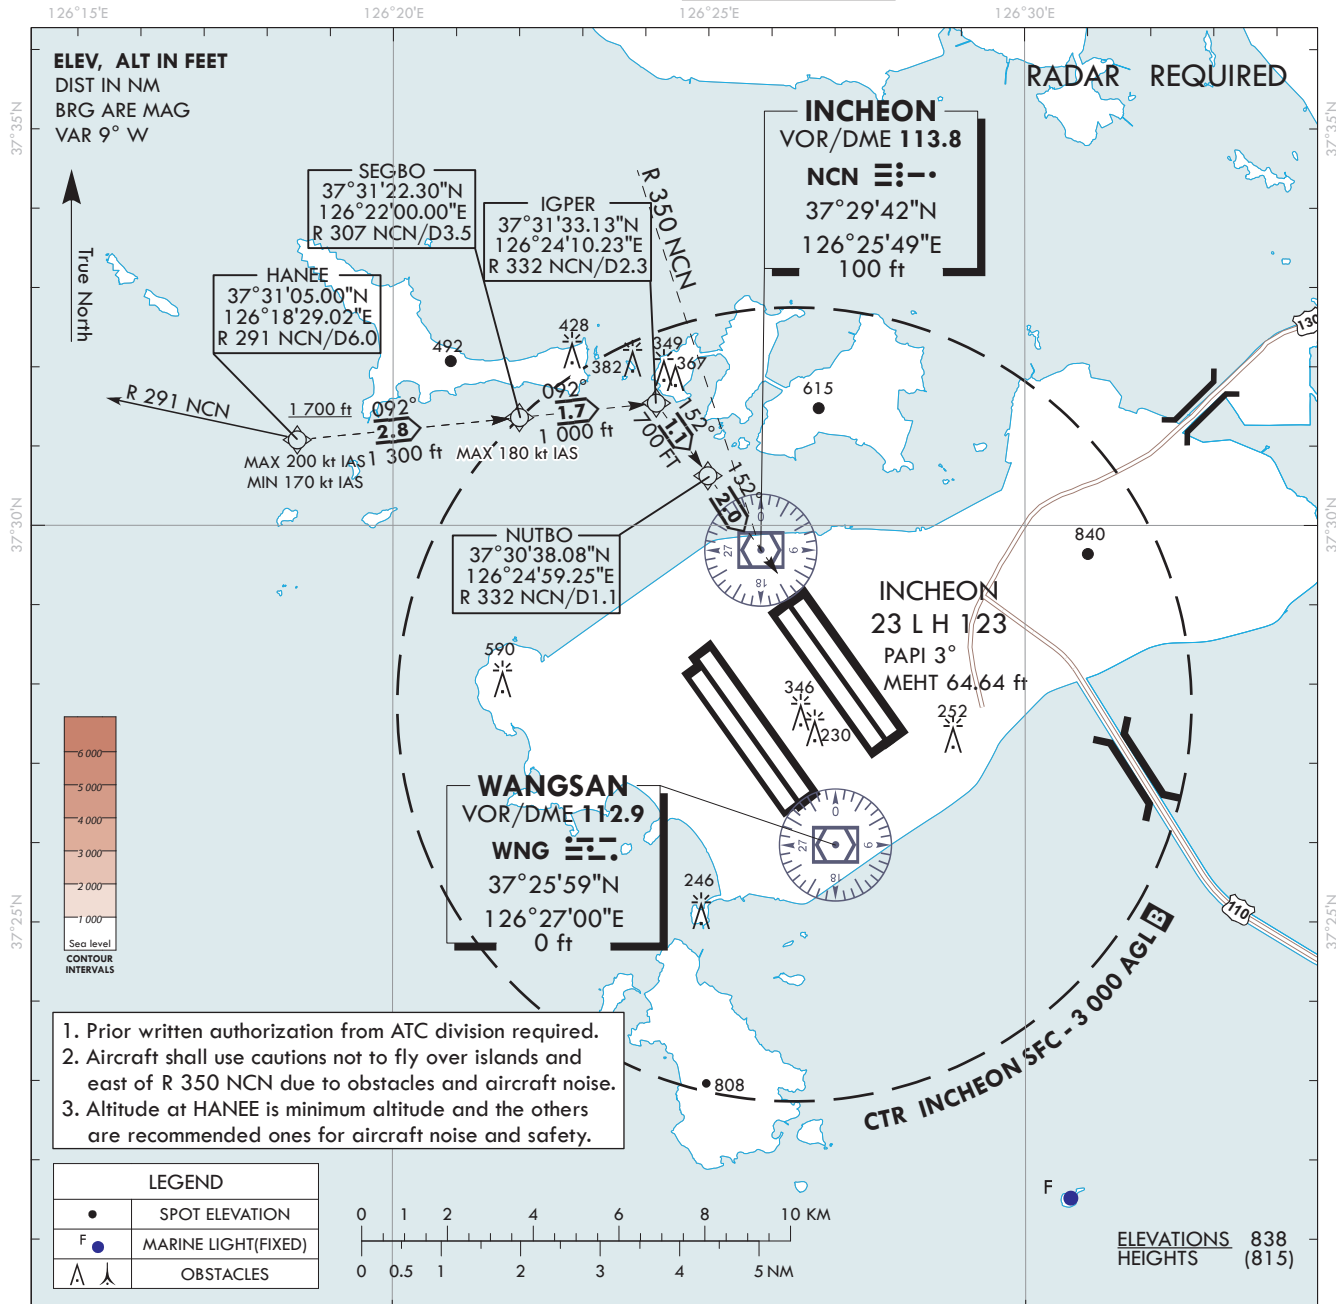 126°15'E
126°20'E
126°25'E
126°30'E
37°35'N
37°35'N
ELEV, ALT IN FEET
DIST IN NM
BRG ARE MAG
VAR 9° W
True North
RADAR REQUIRED
INCHEON
VOR/DME 113.8
NCN
37°29'42"N
126°25'49"E
100 ft
SEGBO
37°31'22.30"N
126°22'00.00"E
R 307 NCN/D3.5
IGPER
37°31'33.13"N
126°24'10.23"E
R 332 NCN/D2.3
R 350 NCN
HANEE
37°31'05.00"N
126°18'29.02"E
R 291 NCN/D6.0
130
428
492
382
349
367
615
R 291 NCN
1 700 ft
092°
2.8
1 300 ft
MAX 200 kt IAS
MIN 170 kt IAS
092°
1.7
1 000 ft
MAX 180 kt IAS
152°
1.1
700 FT
152°
2.0
37°30'N
37°30'N
NUTBO
37°30'38.08"N
126°24'59.25"E
R 332 NCN/D1.1
0
9
18
27
840
INCHEON
23 L H 123
PAPI 3°
MEHT 64.64 ft
590
346
230
252
WANGSAN
VOR/DME 112.9
WNG
37°25'59"N
126°27'00"E
0 ft
0
9
18
27
246
6 000
5 000
4 000
3 000
2 000
1 000
Sea level
CONTOUR
INTERVALS
37°25'N
37°25'N
110
CTR INCHEON SFC - 3 000 AGL B
1. Prior written authorization from ATC division required.
2. Aircraft shall use cautions not to fly over islands and
east of R 350 NCN due to obstacles and aircraft noise.
3. Altitude at HANEE is minimum altitude and the others
are recommended ones for aircraft noise and safety.
808
LEGEND
SPOT ELEVATION
F MARINE LIGHT(FIXED)
OBSTACLES
0 1 2 4 6 8 10 KM
0 0.5 1 2 3 4 5 NM
F
ELEVATIONS 838
HEIGHTS (815)